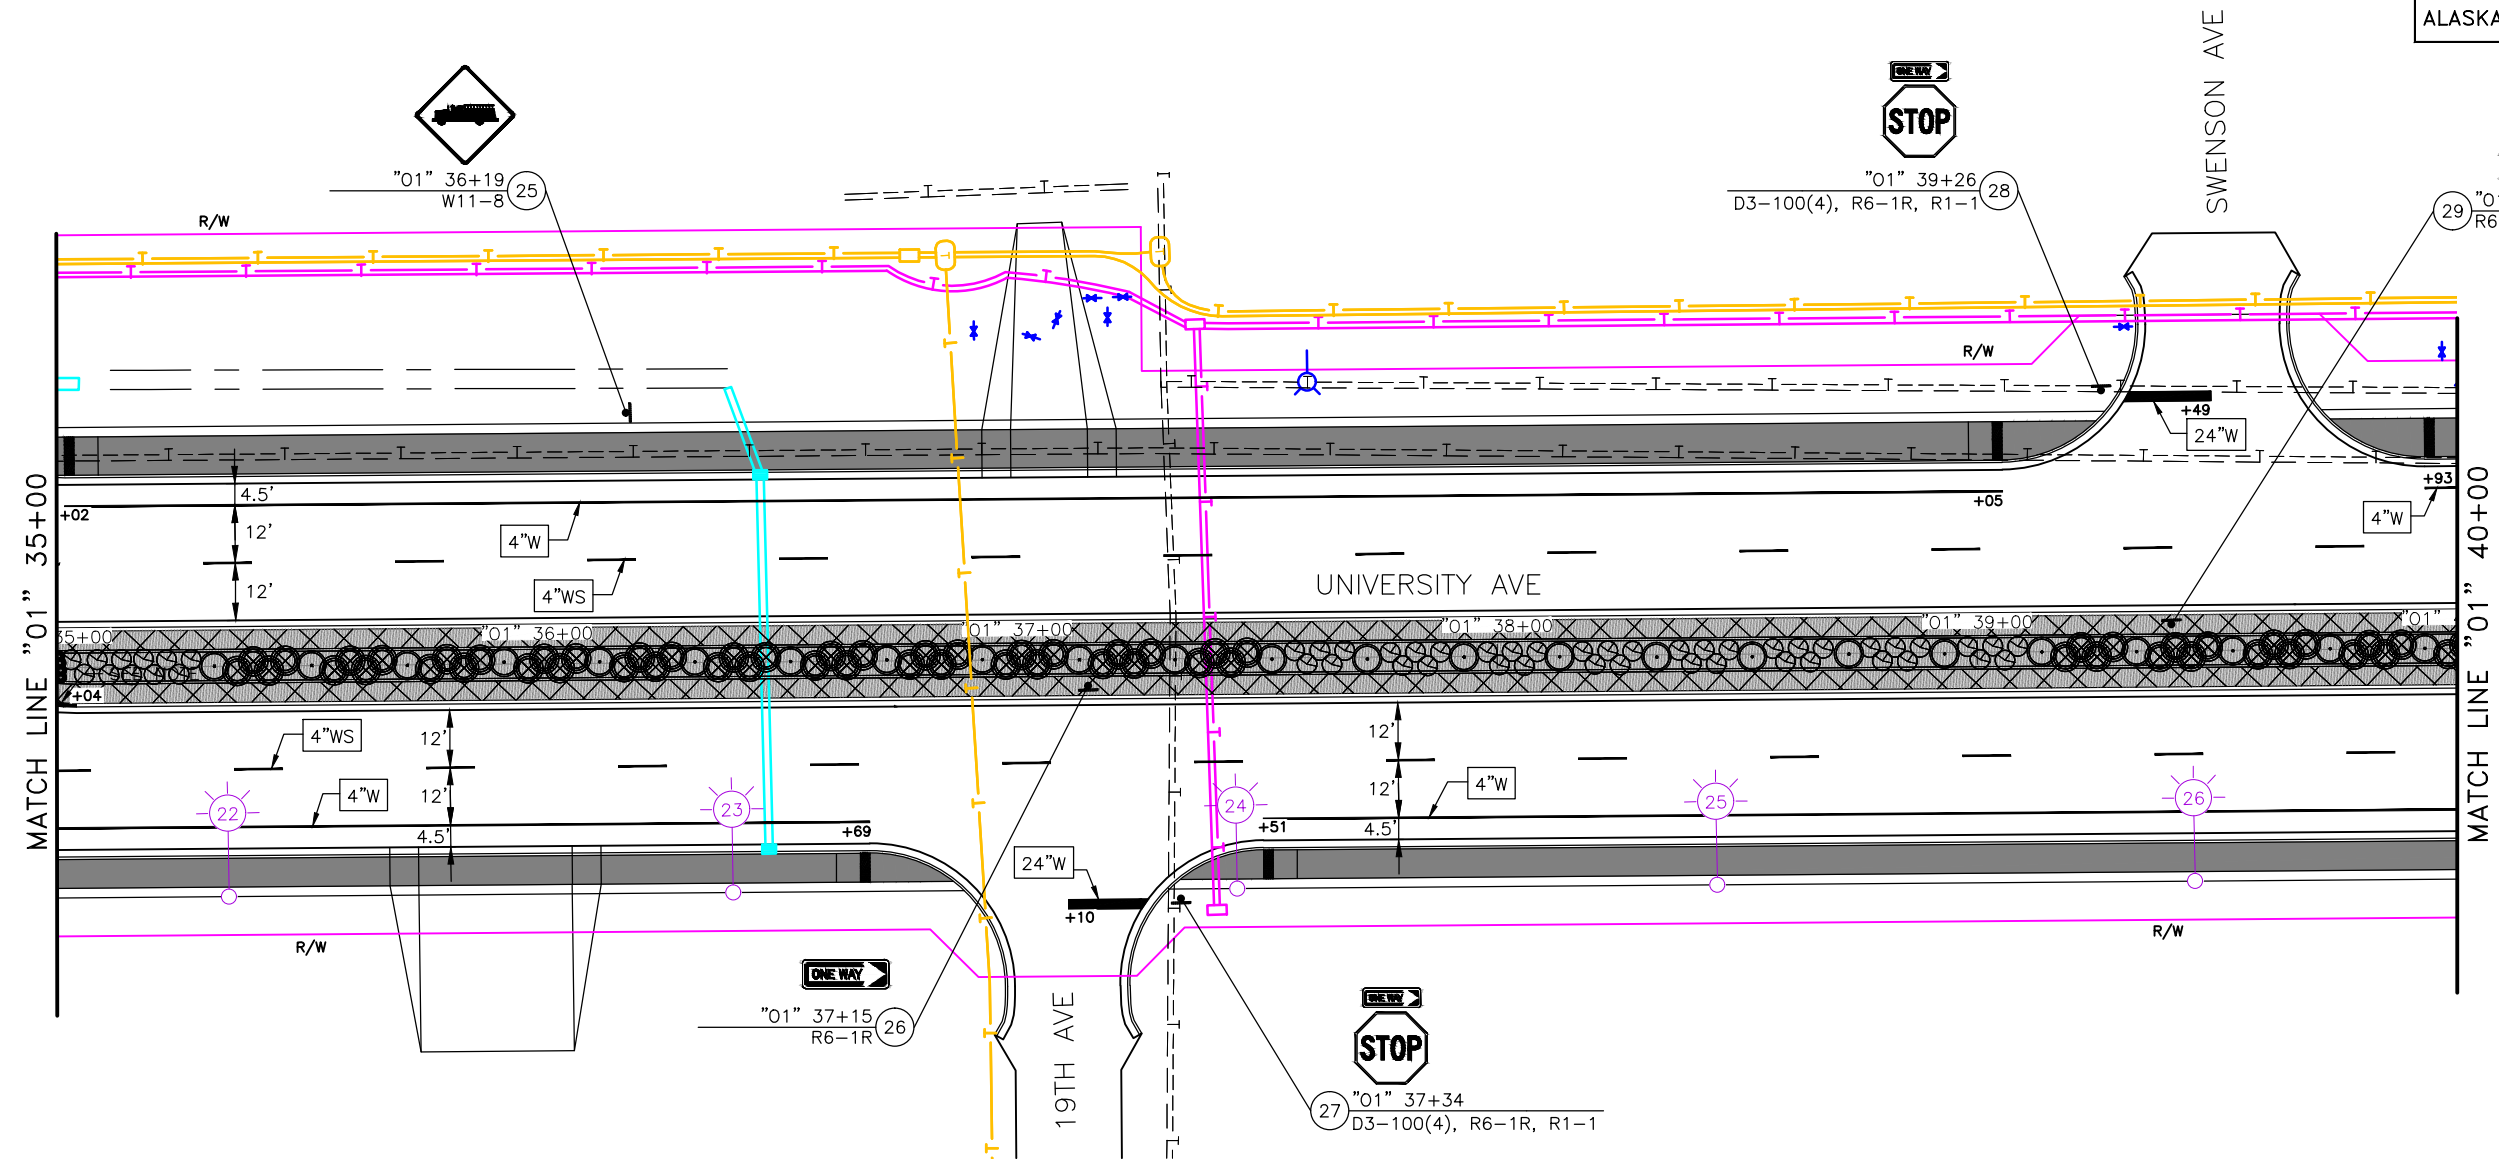 ALASKA
SWENSON AVE
ONE WAY
STOP
"01" 36+19
W11-8
25
"01" 39+26
D3-100(4), R6-1R, R1-1
28
29
"0
R6
R/W
R/W
+49
24"W
MATCH LINE "01" 35+00
MATCH LINE "01" 40+00
4.5'
+02
12'
4"W
+05
+93
4"W
12'
4"WS
UNIVERSITY AVE
35+00
"01" 36+00
"01" 37+00
"01" 38+00
"01" 39+00
"01"
+04
4"WS
12'
12'
4"W
12'
12'
4"W
22
23
24
25
26
4.5'
+69
+51
4.5'
24"W
+10
R/W
R/W
ONE WAY
"01" 37+15
R6-1R
26
19TH AVE
ONE WAY
STOP
27
"01" 37+34
D3-100(4), R6-1R, R1-1